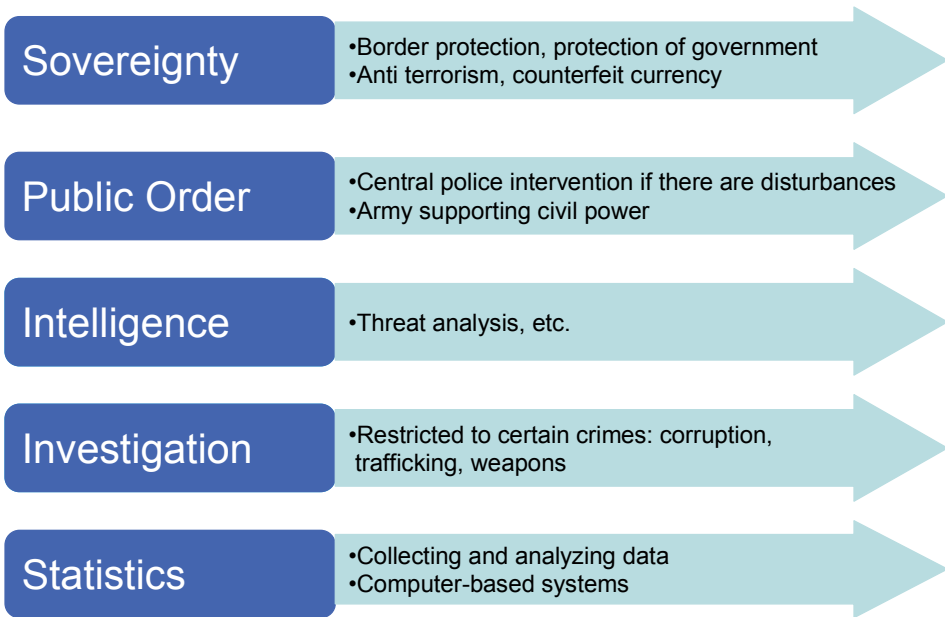 Sovereignty
•Border protection, protection of government
•Anti terrorism, counterfeit currency
Public Order
•Central police intervention if there are disturbances
•Army supporting civil power
Intelligence
•Threat analysis, etc.
Investigation
•Restricted to certain crimes: corruption,
trafficking, weapons
Statistics
•Collecting and analyzing data
•Computer-based systems